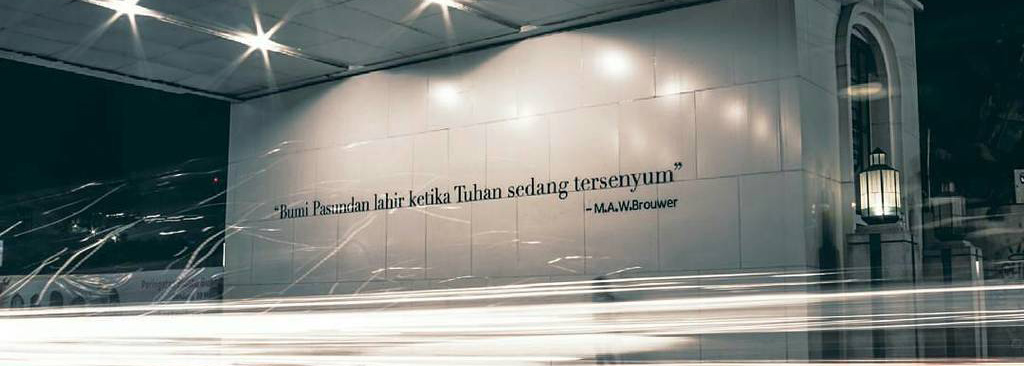 “Bumi Pasundan lahir ketika Tuhan sedang tersenyum”
– M.A.W.Brouwer